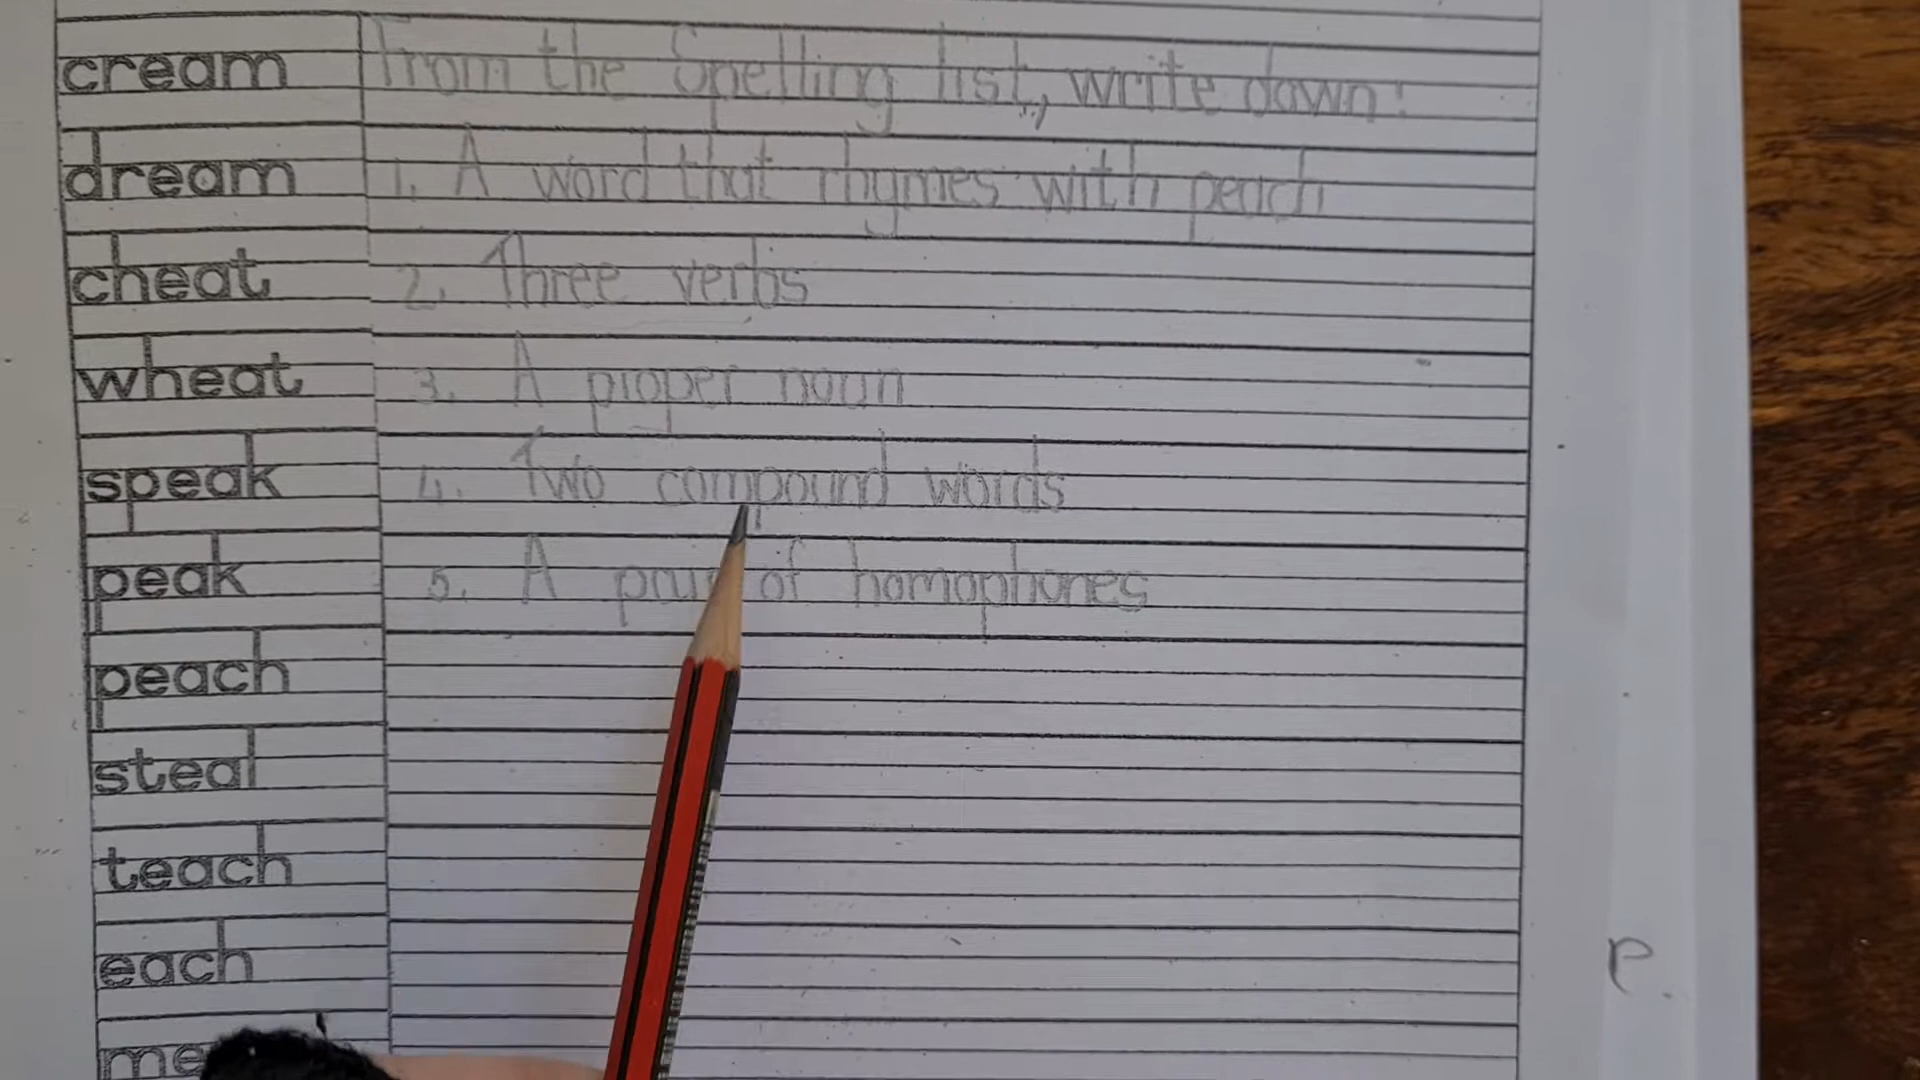 cream From the Spelling list, write down:
dream 1. A word that rhymes with peach
cheat 2. Three verbs
wheat 3. A proper noun
speak 4. Two compound words
peak 5. A pair of homophones
peach
steal
teach
each
me
P